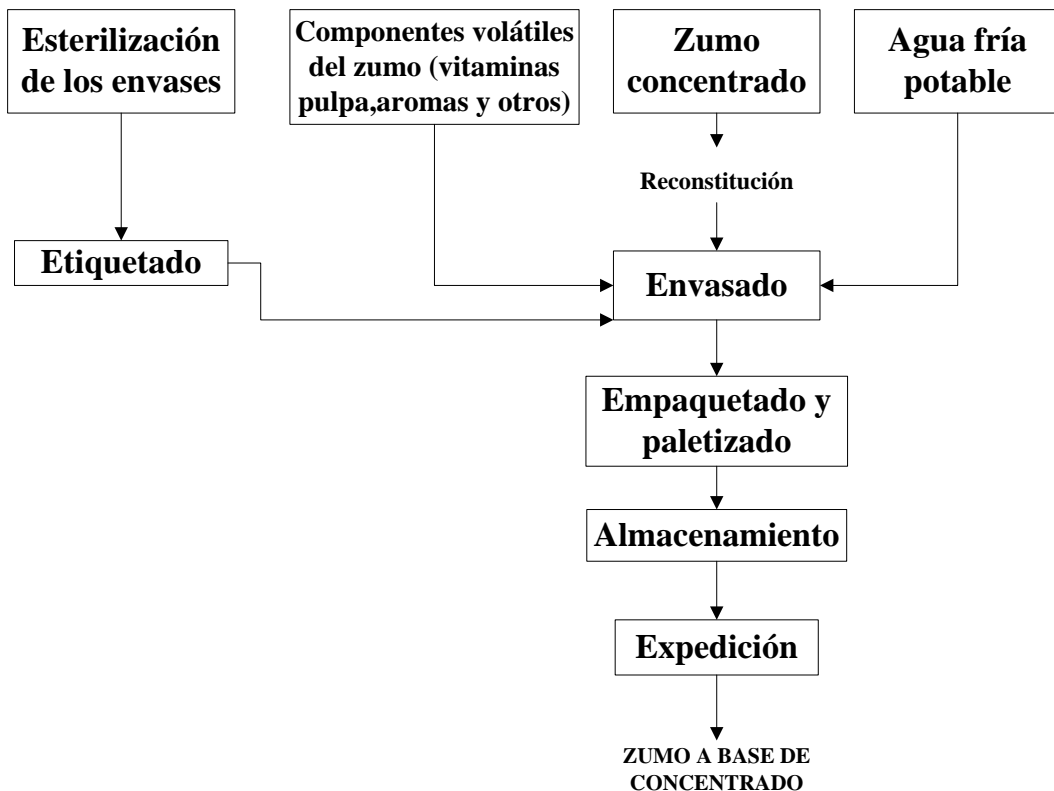 Esterilización
de los envases
Componentes volátiles
del zumo (vitaminas
pulpa,aromas y otros)
Zumo
concentrado
Agua fría
potable
Reconstitución
Etiquetado
Envasado
Empaquetado y
paletizado
Almacenamiento
Expedición
ZUMO A BASE DE
CONCENTRADO